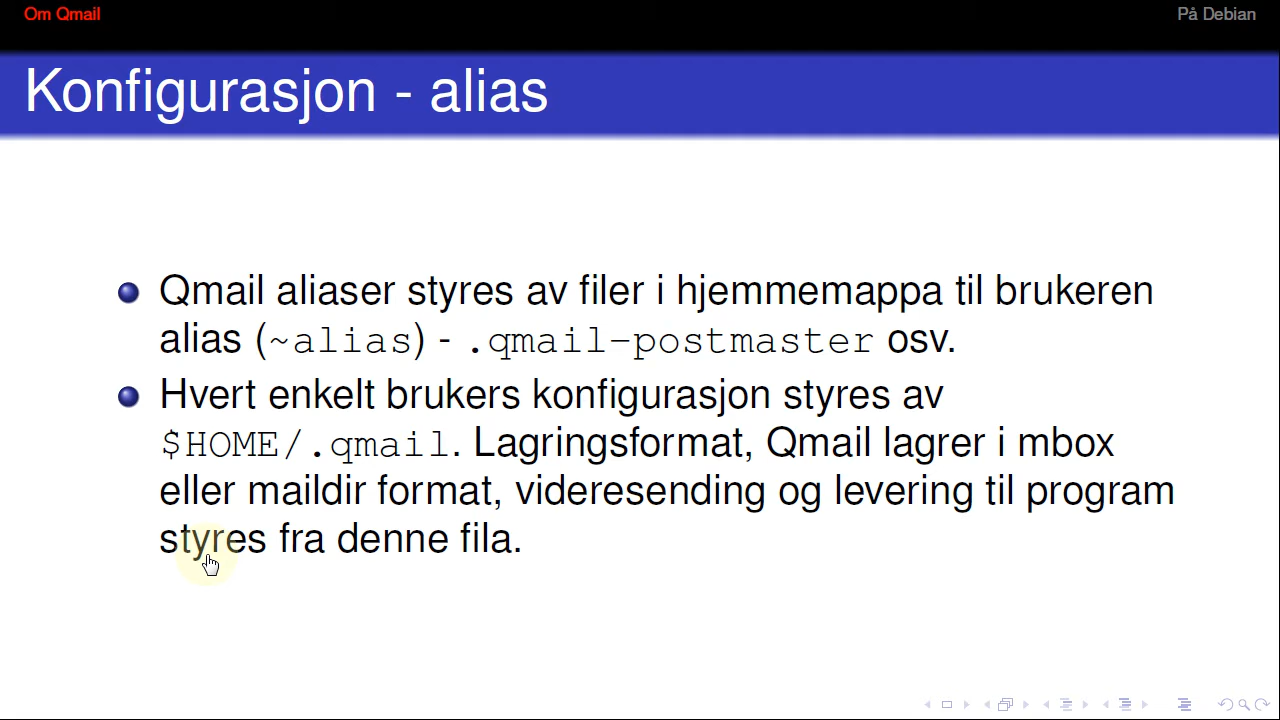 Om Qmail
På Debian
Konfigurasjon - alias
Qmail aliaser styres av filer i hjemmemappa til brukeren
alias (~alias) - .qmail-postmaster osv.
Hvert enkelt brukers konfigurasjon styres av
$HOME/.qmail. Lagringsformat, Qmail lagrer i mbox
eller maildir format, videresending og levering til program
styres fra denne fila.